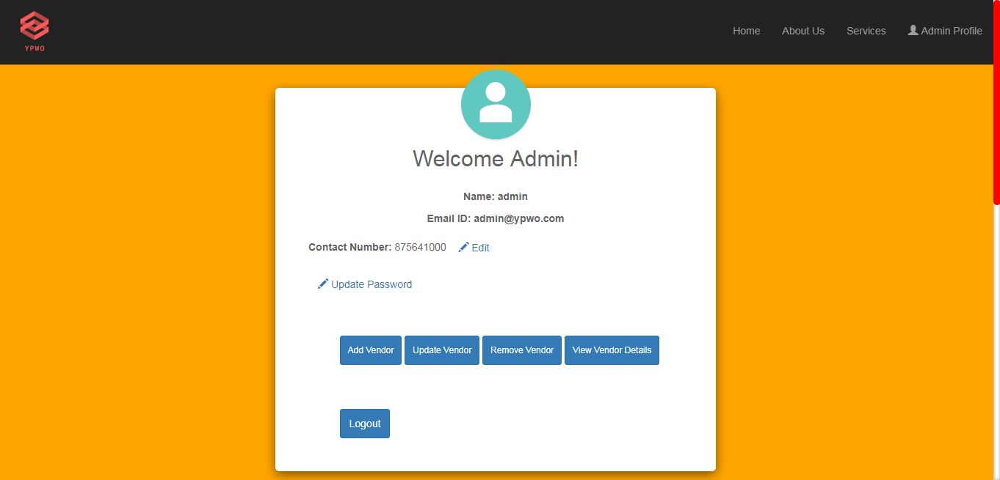 YPWO
Home About Us Services Admin Profile
Welcome Admin!
Name: admin
Email ID: admin@ypwo.com
Contact Number: 875641000 Edit
Update Password
Add Vendor Update Vendor Remove Vendor View Vendor Details
Logout